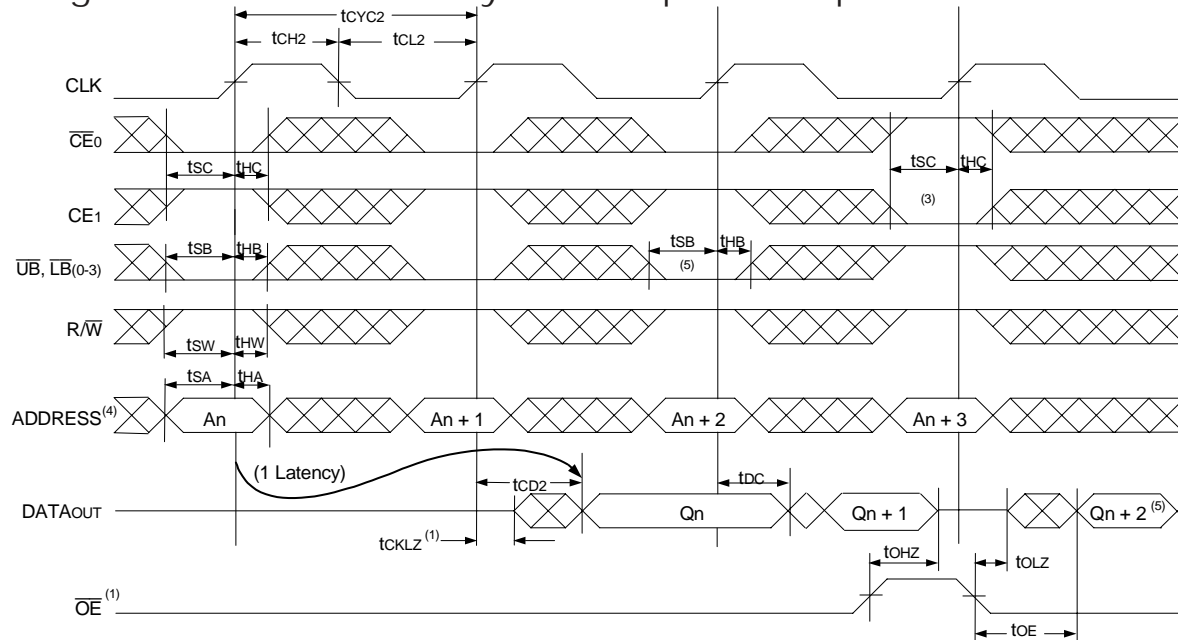 tCYC2
tCH2 tCL2
CLK
CE0
tSC tHC tSC tHC
(3)
CE1
tSB tHB tSB tHB
(5)
UB, LB(0-3)
R/W
tSW tHW
tSA tHA
ADDRESS(4) An An + 1 An + 2 An + 3
(1 Latency)
tCD2 tDC
DATAOUT Qn Qn + 1 Qn + 2 (5)
tCKLZ (1)
tOHZ tOLZ
OE (1)
tOE